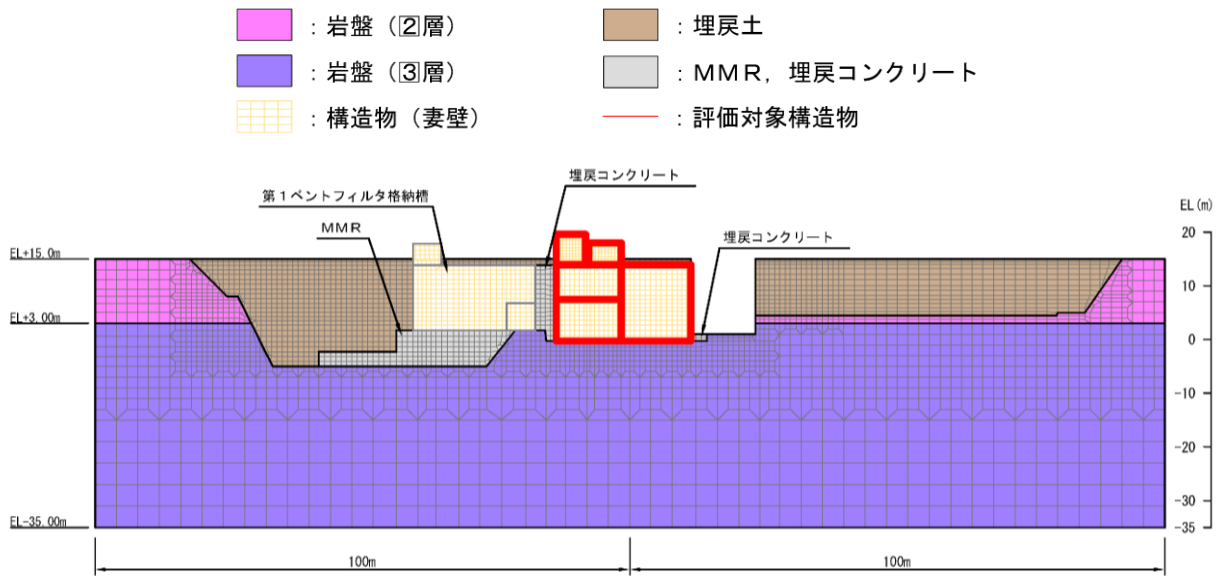 ：岩盤（②層）
：埋戻土
：岩盤（③層）
：ＭＭＲ，埋戻コンクリート
：構造物（妻壁）
：評価対象構造物
埋戻コンクリート
第１ベントフィルタ格納槽
ＭＭＲ
埋戻コンクリート
EL(m)
20
EL+15.0m
10
EL+3.00m
0
-10
-20
-30
EL-35.00m
-35
100m
100m